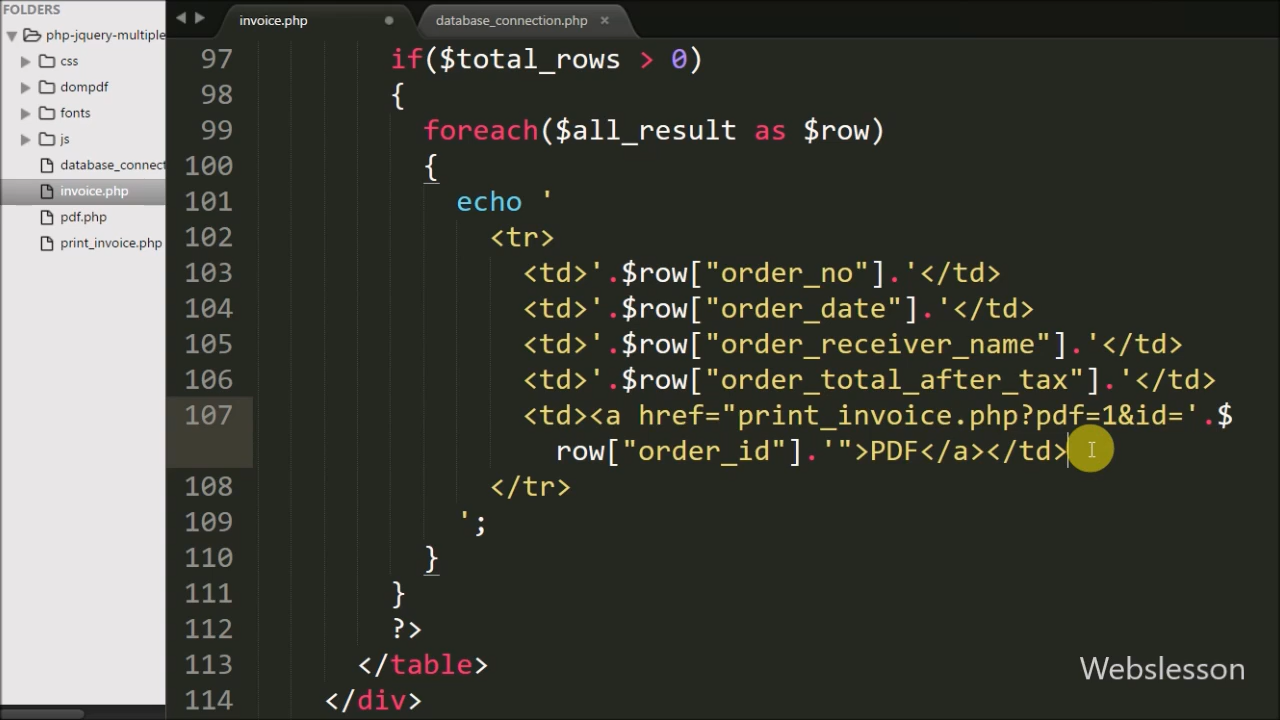 FOLDERS
php-jquery-multiple
css
dompdf
fonts
js
database_connect
invoice.php
pdf.php
print_invoice.php
invoice.php
database_connection.php ×
97 if($total_rows > 0)
98 {
99 foreach($all_result as $row)
100 {
101 echo '
102 <tr>
103 <td>'.$row["order_no"].'</td>
104 <td>'.$row["order_date"].'</td>
105 <td>'.$row["order_receiver_name"].'</td>
106 <td>'.$row["order_total_after_tax"].'</td>
107 <td><a href="print_invoice.php?pdf=1&id='.$
row["order_id"].'">PDF</a></td>
108 </tr>
109 ';
110 }
111 }
112 ?>
113 </table>
114 </div>
Webslesson